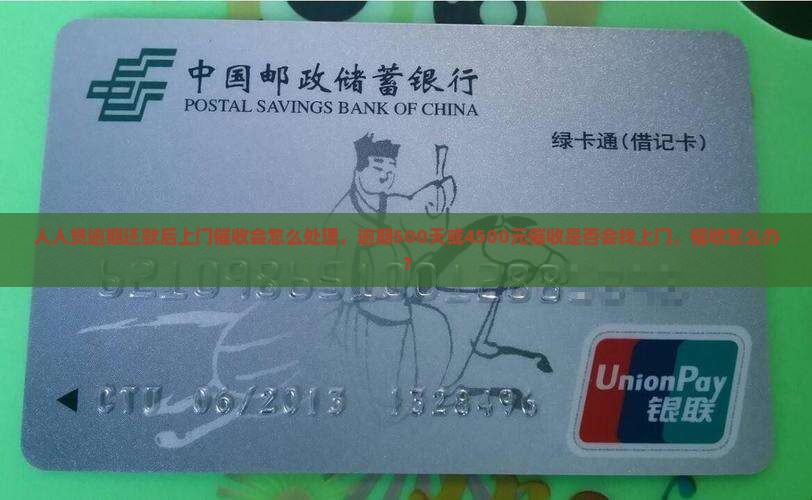 中国邮政储蓄银行
POSTAL SAVINGS BANK OF CHINA
绿卡通(借记卡)
人人贷逾期还款后上门催收会怎么处理，逾期500天或4500元催收是否会找上门，催收怎么办
？
CTU 06/2013 1328496
UnionPay
银联